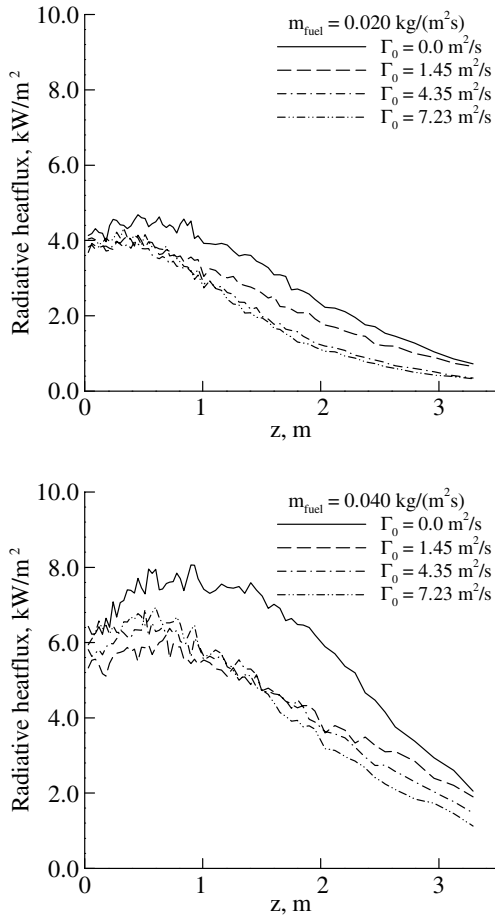 10.0
8.0
6.0
4.0
2.0
0.0
Radiative heatflux, kW/m²
m_fuel = 0.020 kg/(m²s)
Γ₀ = 0.0 m²/s
Γ₀ = 1.45 m²/s
Γ₀ = 4.35 m²/s
Γ₀ = 7.23 m²/s
0 1 2 3
z, m
10.0
8.0
6.0
4.0
2.0
0.0
Radiative heatflux, kW/m²
m_fuel = 0.040 kg/(m²s)
Γ₀ = 0.0 m²/s
Γ₀ = 1.45 m²/s
Γ₀ = 4.35 m²/s
Γ₀ = 7.23 m²/s
0 1 2 3
z, m